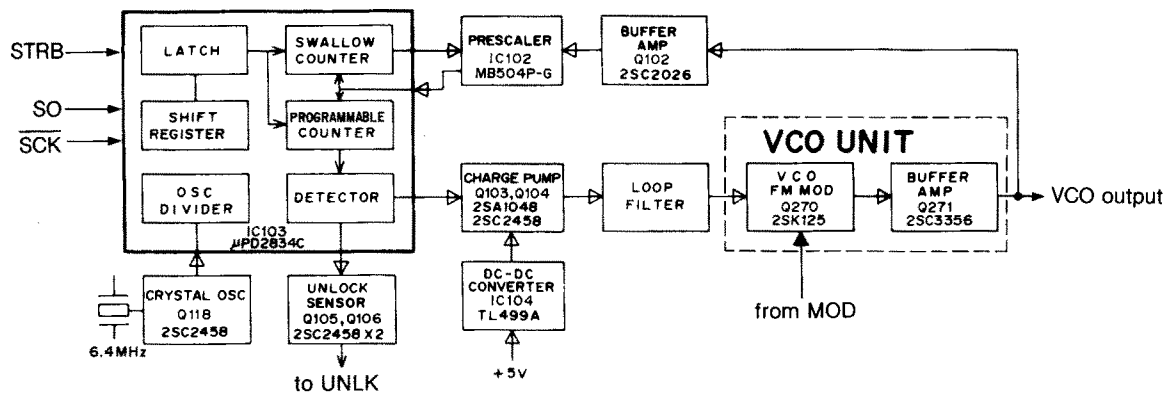 STRB
SO
SCK
LATCH
SHIFT
REGISTER
OSC
DIVIDER
SWALLOW
COUNTER
PROGRAMMABLE
COUNTER
DETECTOR
IC103
μPD2834C
PRESCALER
IC102
MB504P-G
BUFFER
AMP
Q102
2SC2026
CHARGE PUMP
Q103,Q104
2SA1048
2SC2458
LOOP
FILTER
VCO UNIT
VCO
FM MOD
Q270
2SK125
BUFFER
AMP
Q271
2SC3356
VCO output
from MOD
6.4MHz
CRYSTAL OSC
Q118
2SC2458
UNLOCK
SENSOR
Q105,Q106
2SC2458X2
to UNLK
DC-DC
CONVERTER
IC104
TL499A
+5V